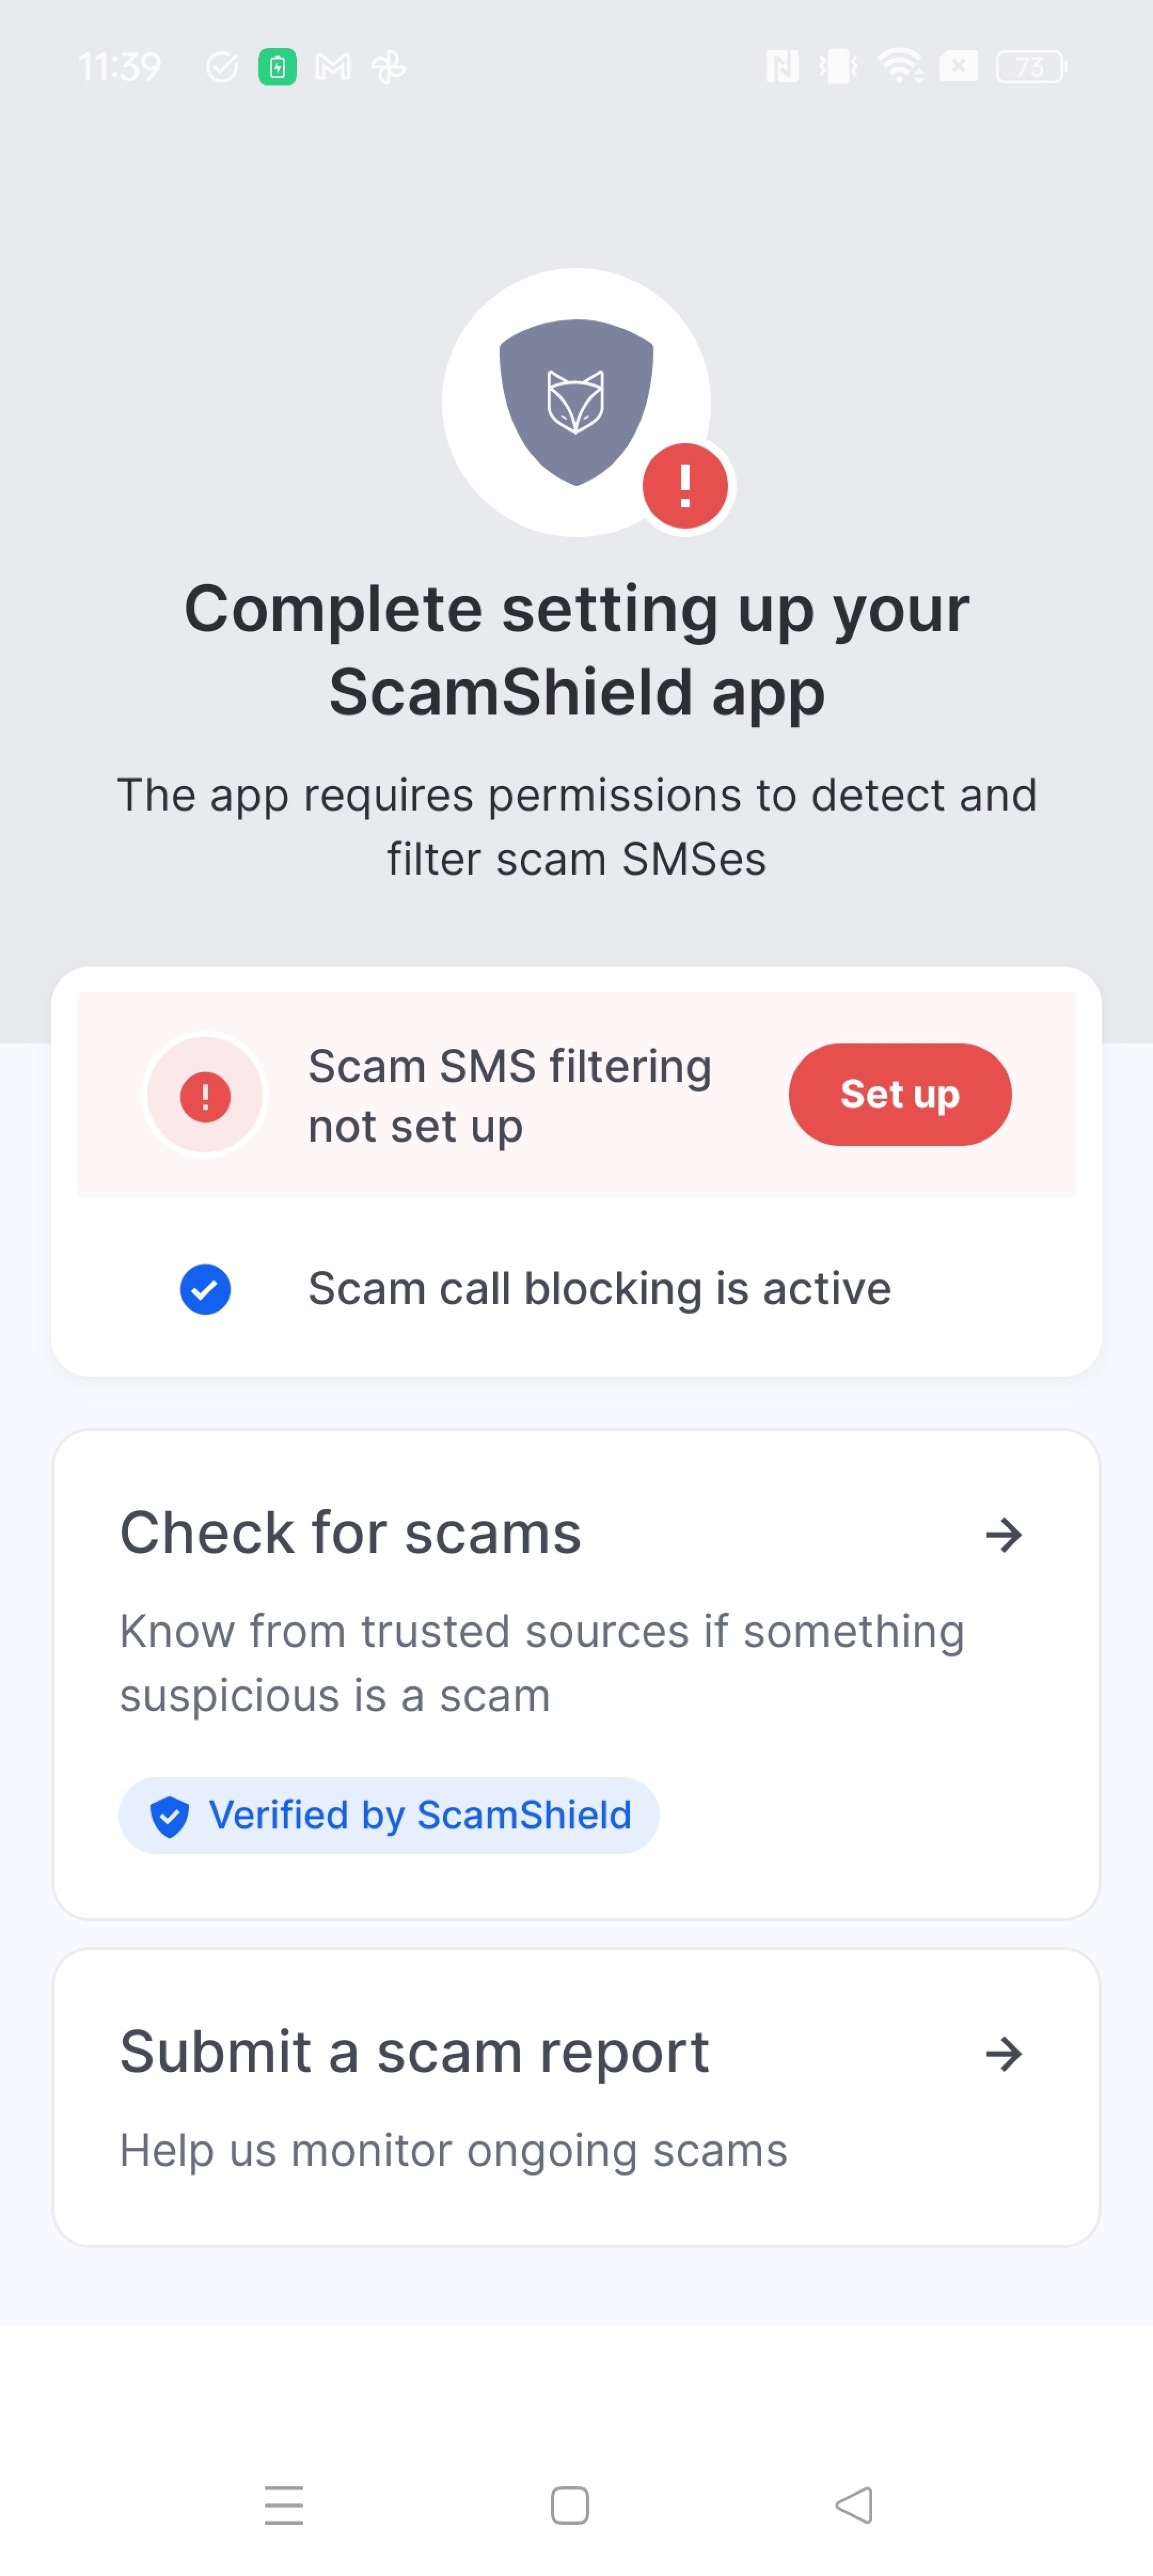 11:39 73
Complete setting up your
ScamShield app
The app requires permissions to detect and
filter scam SMSes
Scam SMS filtering
not set up
Set up
Scam call blocking is active
Check for scams
Know from trusted sources if something
suspicious is a scam
Verified by ScamShield
Submit a scam report
Help us monitor ongoing scams